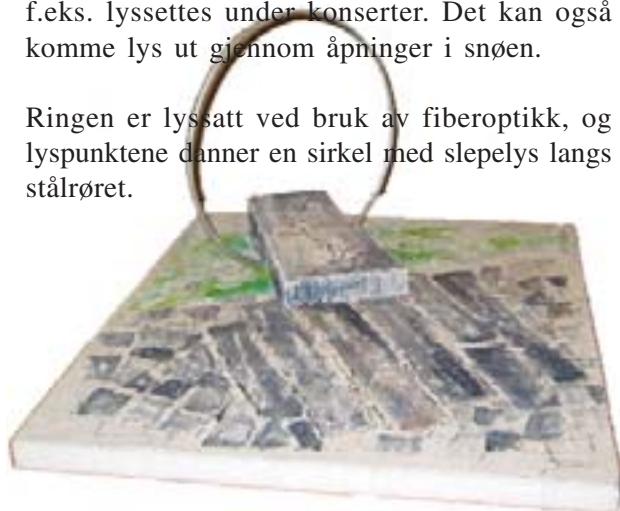 f.eks. lyssettes under konserter. Det kan også
komme lys ut gjennom åpninger i snøen.
Ringen er lyssatt ved bruk av fiberoptikk, og
lyspunktene danner en sirkel med slepelys langs
stålrøret.